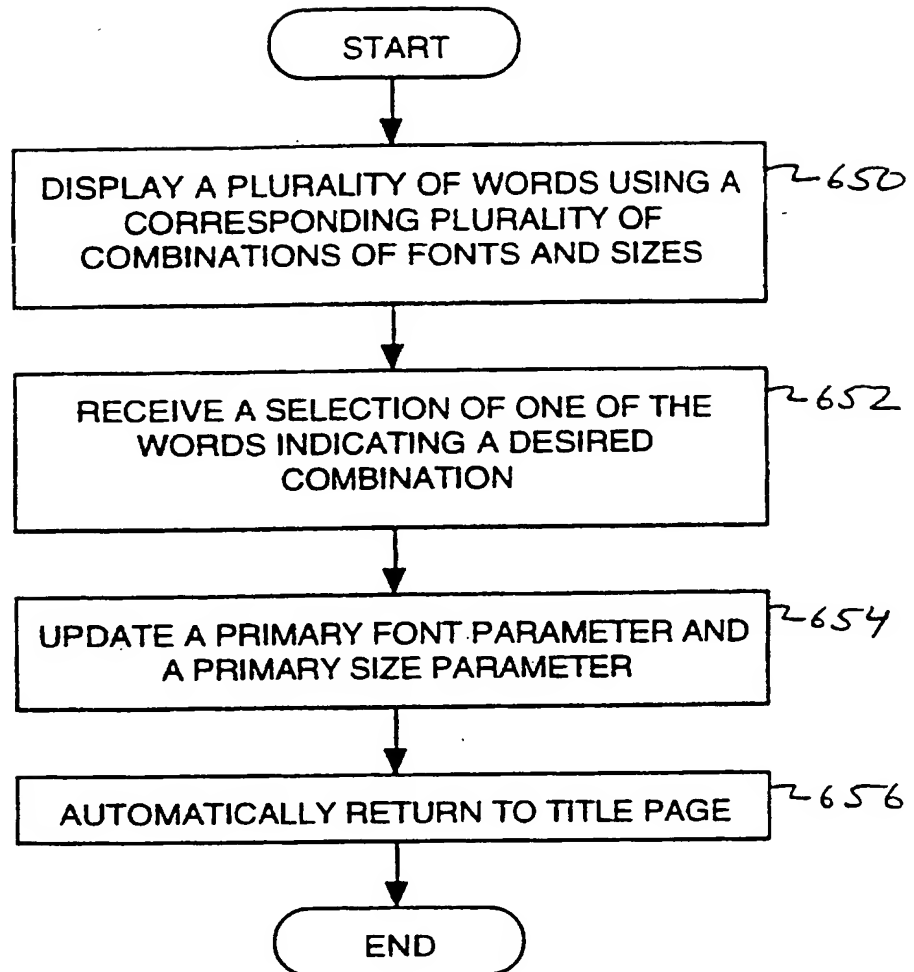 START
DISPLAY A PLURALITY OF WORDS USING A
CORRESPONDING PLURALITY OF
COMBINATIONS OF FONTS AND SIZES
650
RECEIVE A SELECTION OF ONE OF THE
WORDS INDICATING A DESIRED
COMBINATION
652
UPDATE A PRIMARY FONT PARAMETER AND
A PRIMARY SIZE PARAMETER
654
AUTOMATICALLY RETURN TO TITLE PAGE
656
END